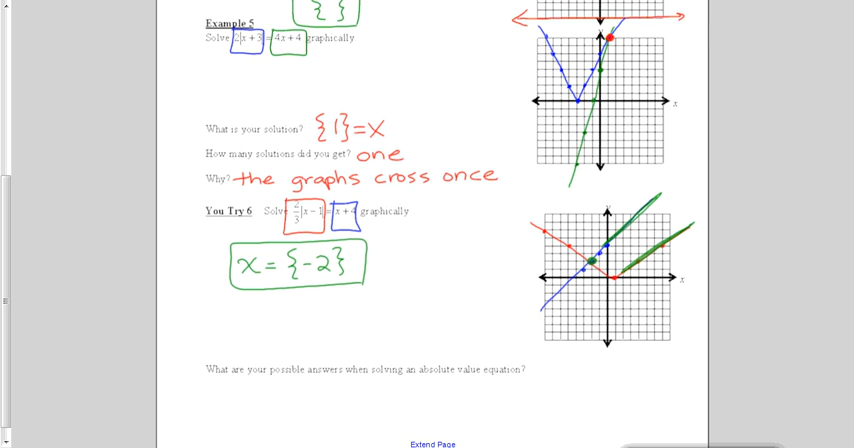 { }
Example 5
Solve 2|x + 3| = 4x + 4 graphically
What is your solution? {1} = x
How many solutions did you get? one
Why? the graphs cross once
You Try 6 Solve 2/3|x − 1| = x + 4 graphically
x = {-2}
What are your possible answers when solving an absolute value equation?
x
x
Extend Page